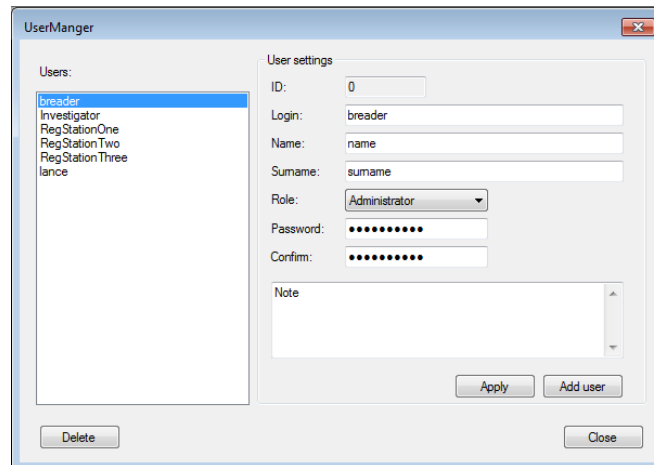 UserManger
Users:
breader
Investigator
RegStationOne
RegStationTwo
RegStationThree
lance
User settings
ID: 0
Login: breader
Name: name
Surname: surname
Role: Administrator
Password: ●●●●●●●●●●
Confirm: ●●●●●●●●●●
Note
Apply Add user
Delete Close